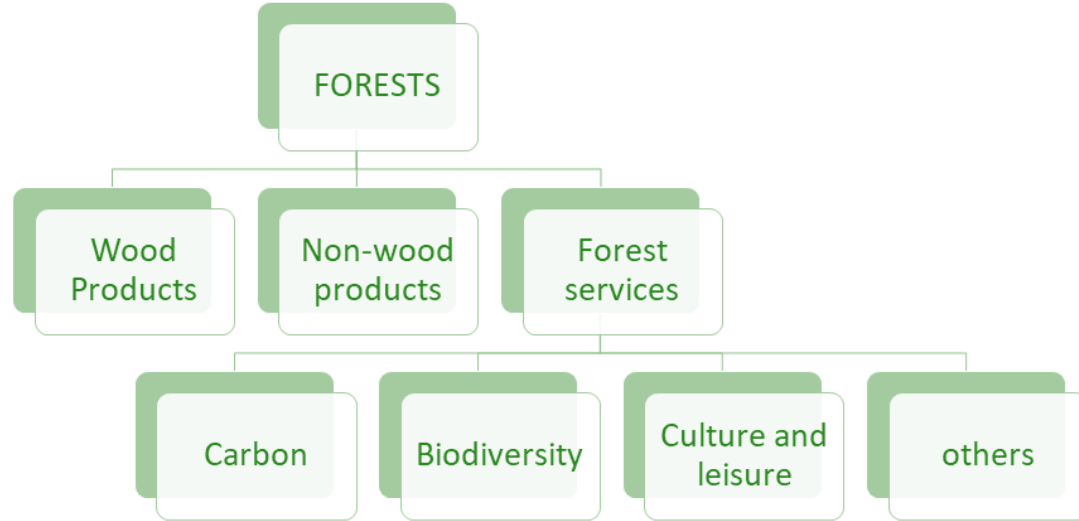 FORESTS
Wood
Products
Non-wood
products
Forest
services
Carbon
Biodiversity
Culture and
leisure
others